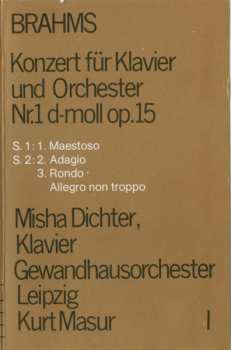 BRAHMS
Konzert für Klavier
und Orchester
Nr.1 d-moll op.15
S. 1: 1. Maestoso
S. 2: 2. Adagio
3. Rondo ·
Allegro non troppo
Misha Dichter,
Klavier
Gewandhausorchester
Leipzig
Kurt Masur I